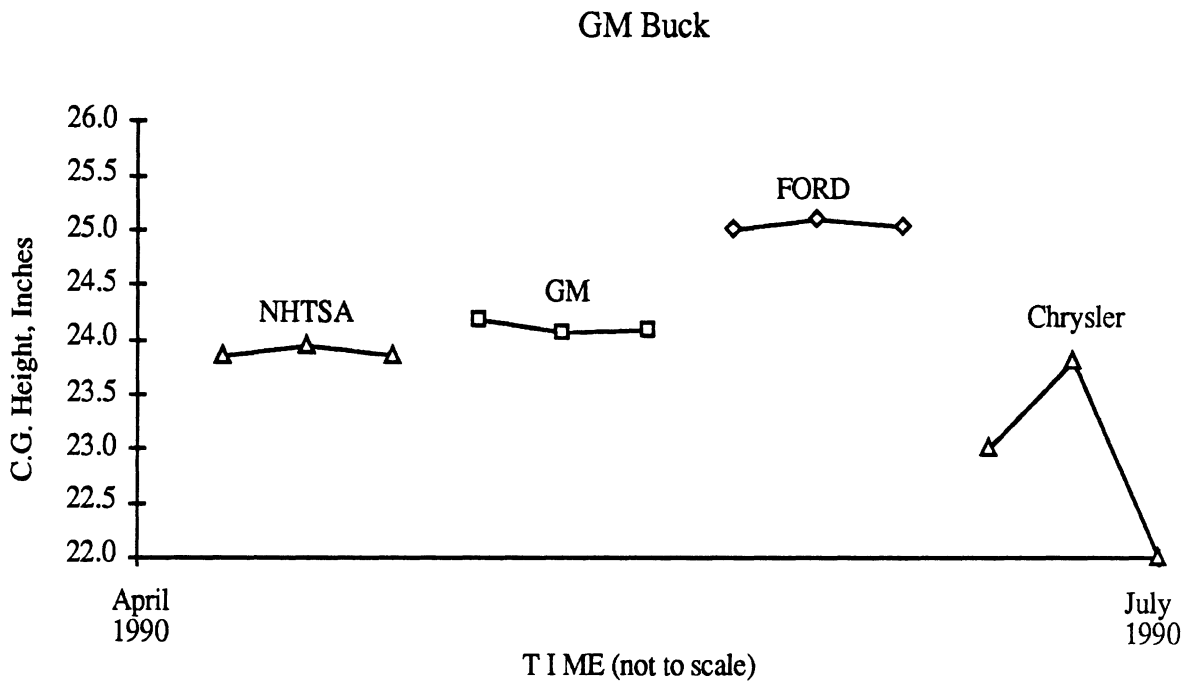 GM Buck
26.0
25.5
25.0
24.5
24.0
23.5
23.0
22.5
22.0
C.G. Height, Inches
NHTSA
GM
FORD
Chrysler
April
1990
July
1990
T I ME (not to scale)